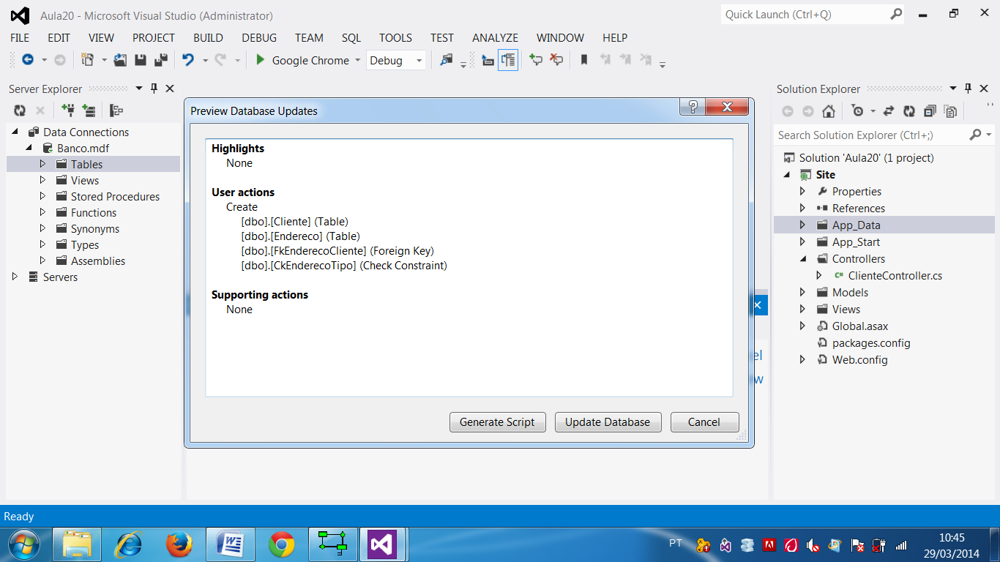 Aula20 - Microsoft Visual Studio (Administrator)
Quick Launch (Ctrl+Q)
FILE EDIT VIEW PROJECT BUILD DEBUG TEAM SQL TOOLS TEST ANALYZE WINDOW HELP
Google Chrome Debug
Server Explorer
Data Connections
Banco.mdf
Tables
Views
Stored Procedures
Functions
Synonyms
Types
Assemblies
Servers
Preview Database Updates
Highlights
None
User actions
Create
[dbo].[Cliente] (Table)
[dbo].[Endereco] (Table)
[dbo].[FkEnderecoCliente] (Foreign Key)
[dbo].[CkEnderecoTipo] (Check Constraint)
Supporting actions
None
Generate Script Update Database Cancel
el
w
Solution Explorer
Search Solution Explorer (Ctrl+;)
Solution 'Aula20' (1 project)
Site
Properties
References
App_Data
App_Start
Controllers
ClienteController.cs
Models
Views
Global.asax
packages.config
Web.config
Ready
PT
10:45
29/03/2014